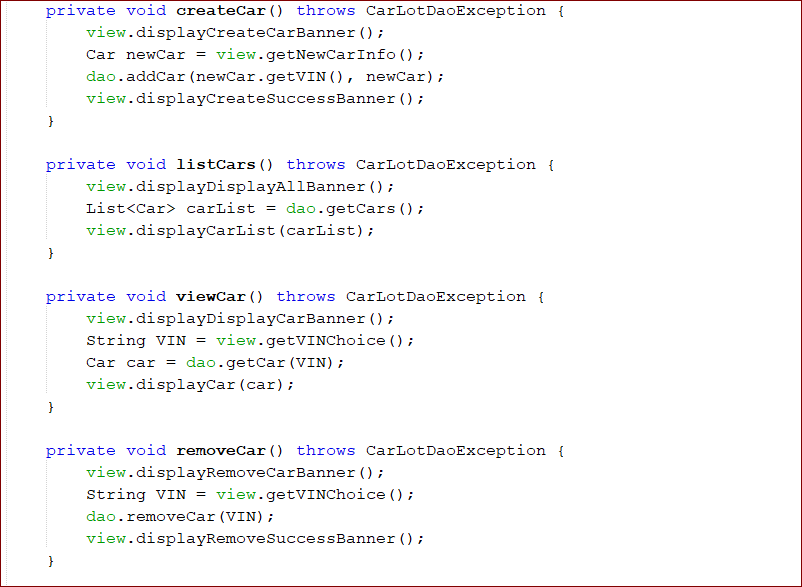 private void createCar() throws CarLotDaoException {
    view.displayCreateCarBanner();
    Car newCar = view.getNewCarInfo();
    dao.addCar(newCar.getVIN(), newCar);
    view.displayCreateSuccessBanner();
}

private void listCars() throws CarLotDaoException {
    view.displayDisplayAllBanner();
    List<Car> carList = dao.getCars();
    view.displayCarList(carList);
}

private void viewCar() throws CarLotDaoException {
    view.displayDisplayCarBanner();
    String VIN = view.getVINChoice();
    Car car = dao.getCar(VIN);
    view.displayCar(car);
}

private void removeCar() throws CarLotDaoException {
    view.displayRemoveCarBanner();
    String VIN = view.getVINChoice();
    dao.removeCar(VIN);
    view.displayRemoveSuccessBanner();
}